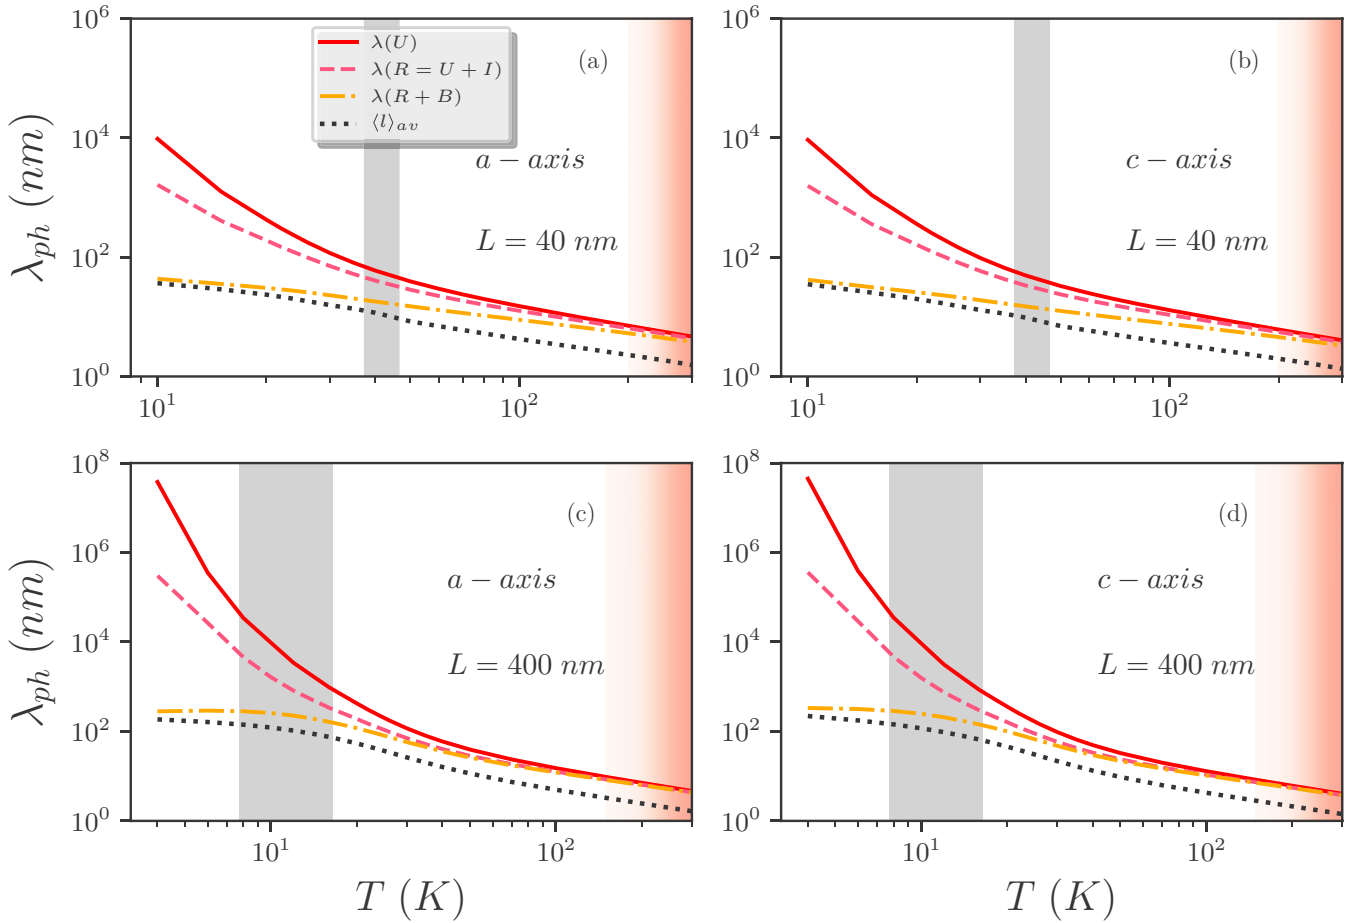 10^6
10^4
10^2
10^0
λ_ph (nm)
λ(U)
λ(R = U + I)
λ(R + B)
⟨l⟩_av
(a)
a − axis
L = 40 nm
10^1
10^2
10^6
10^4
10^2
10^0
(b)
c − axis
L = 40 nm
10^1
10^2
10^8
10^6
10^4
10^2
10^0
λ_ph (nm)
(c)
a − axis
L = 400 nm
10^1
10^2
T (K)
10^8
10^6
10^4
10^2
10^0
(d)
c − axis
L = 400 nm
10^1
10^2
T (K)